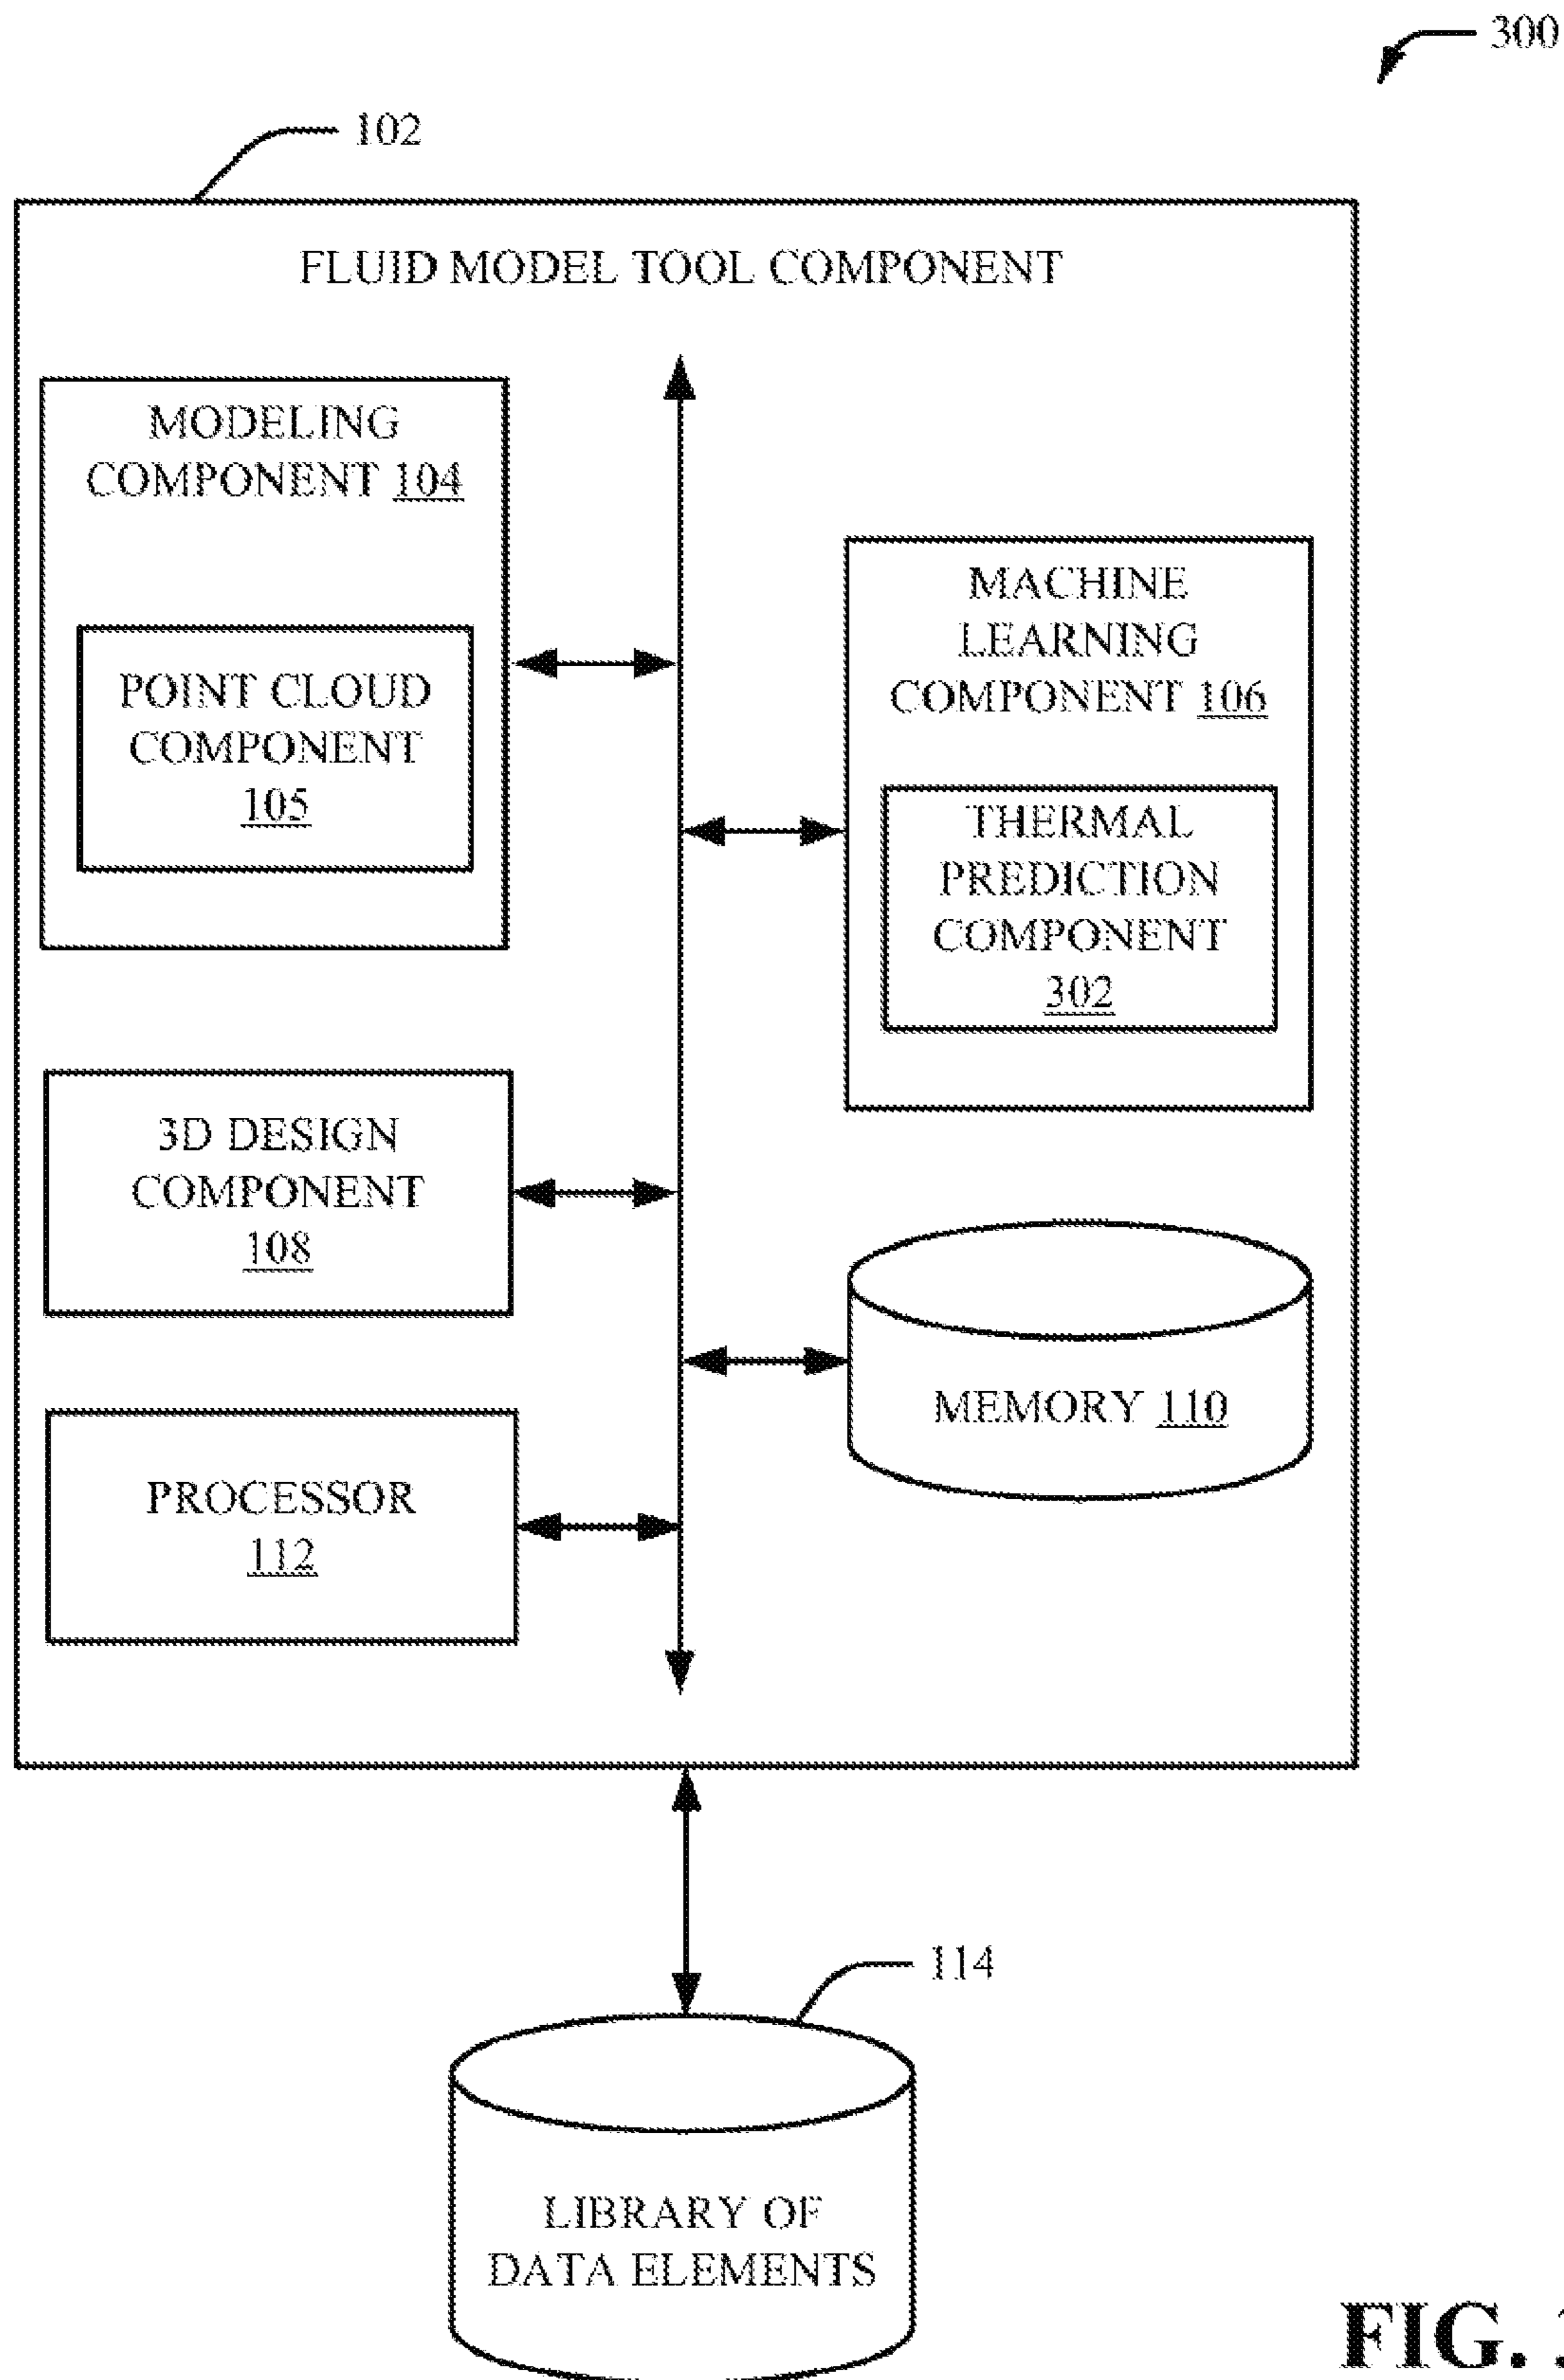 300
102
FLUID MODEL TOOL COMPONENT
MODELING
COMPONENT 104
POINT CLOUD
COMPONENT
105
MACHINE
LEARNING
COMPONENT 106
THERMAL
PREDICTION
COMPONENT
302
3D DESIGN
COMPONENT
108
MEMORY 110
PROCESSOR
112
114
LIBRARY OF
DATA ELEMENTS
FIG.